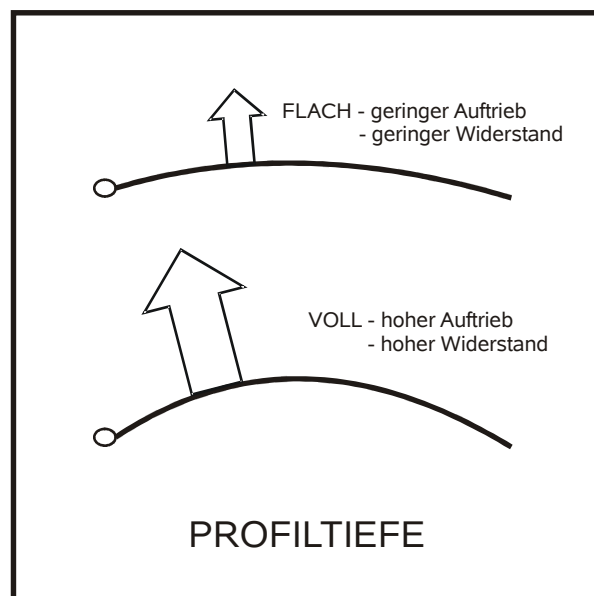 FLACH - geringer Auftrieb
- geringer Widerstand
VOLL - hoher Auftrieb
- hoher Widerstand
PROFILTIEFE